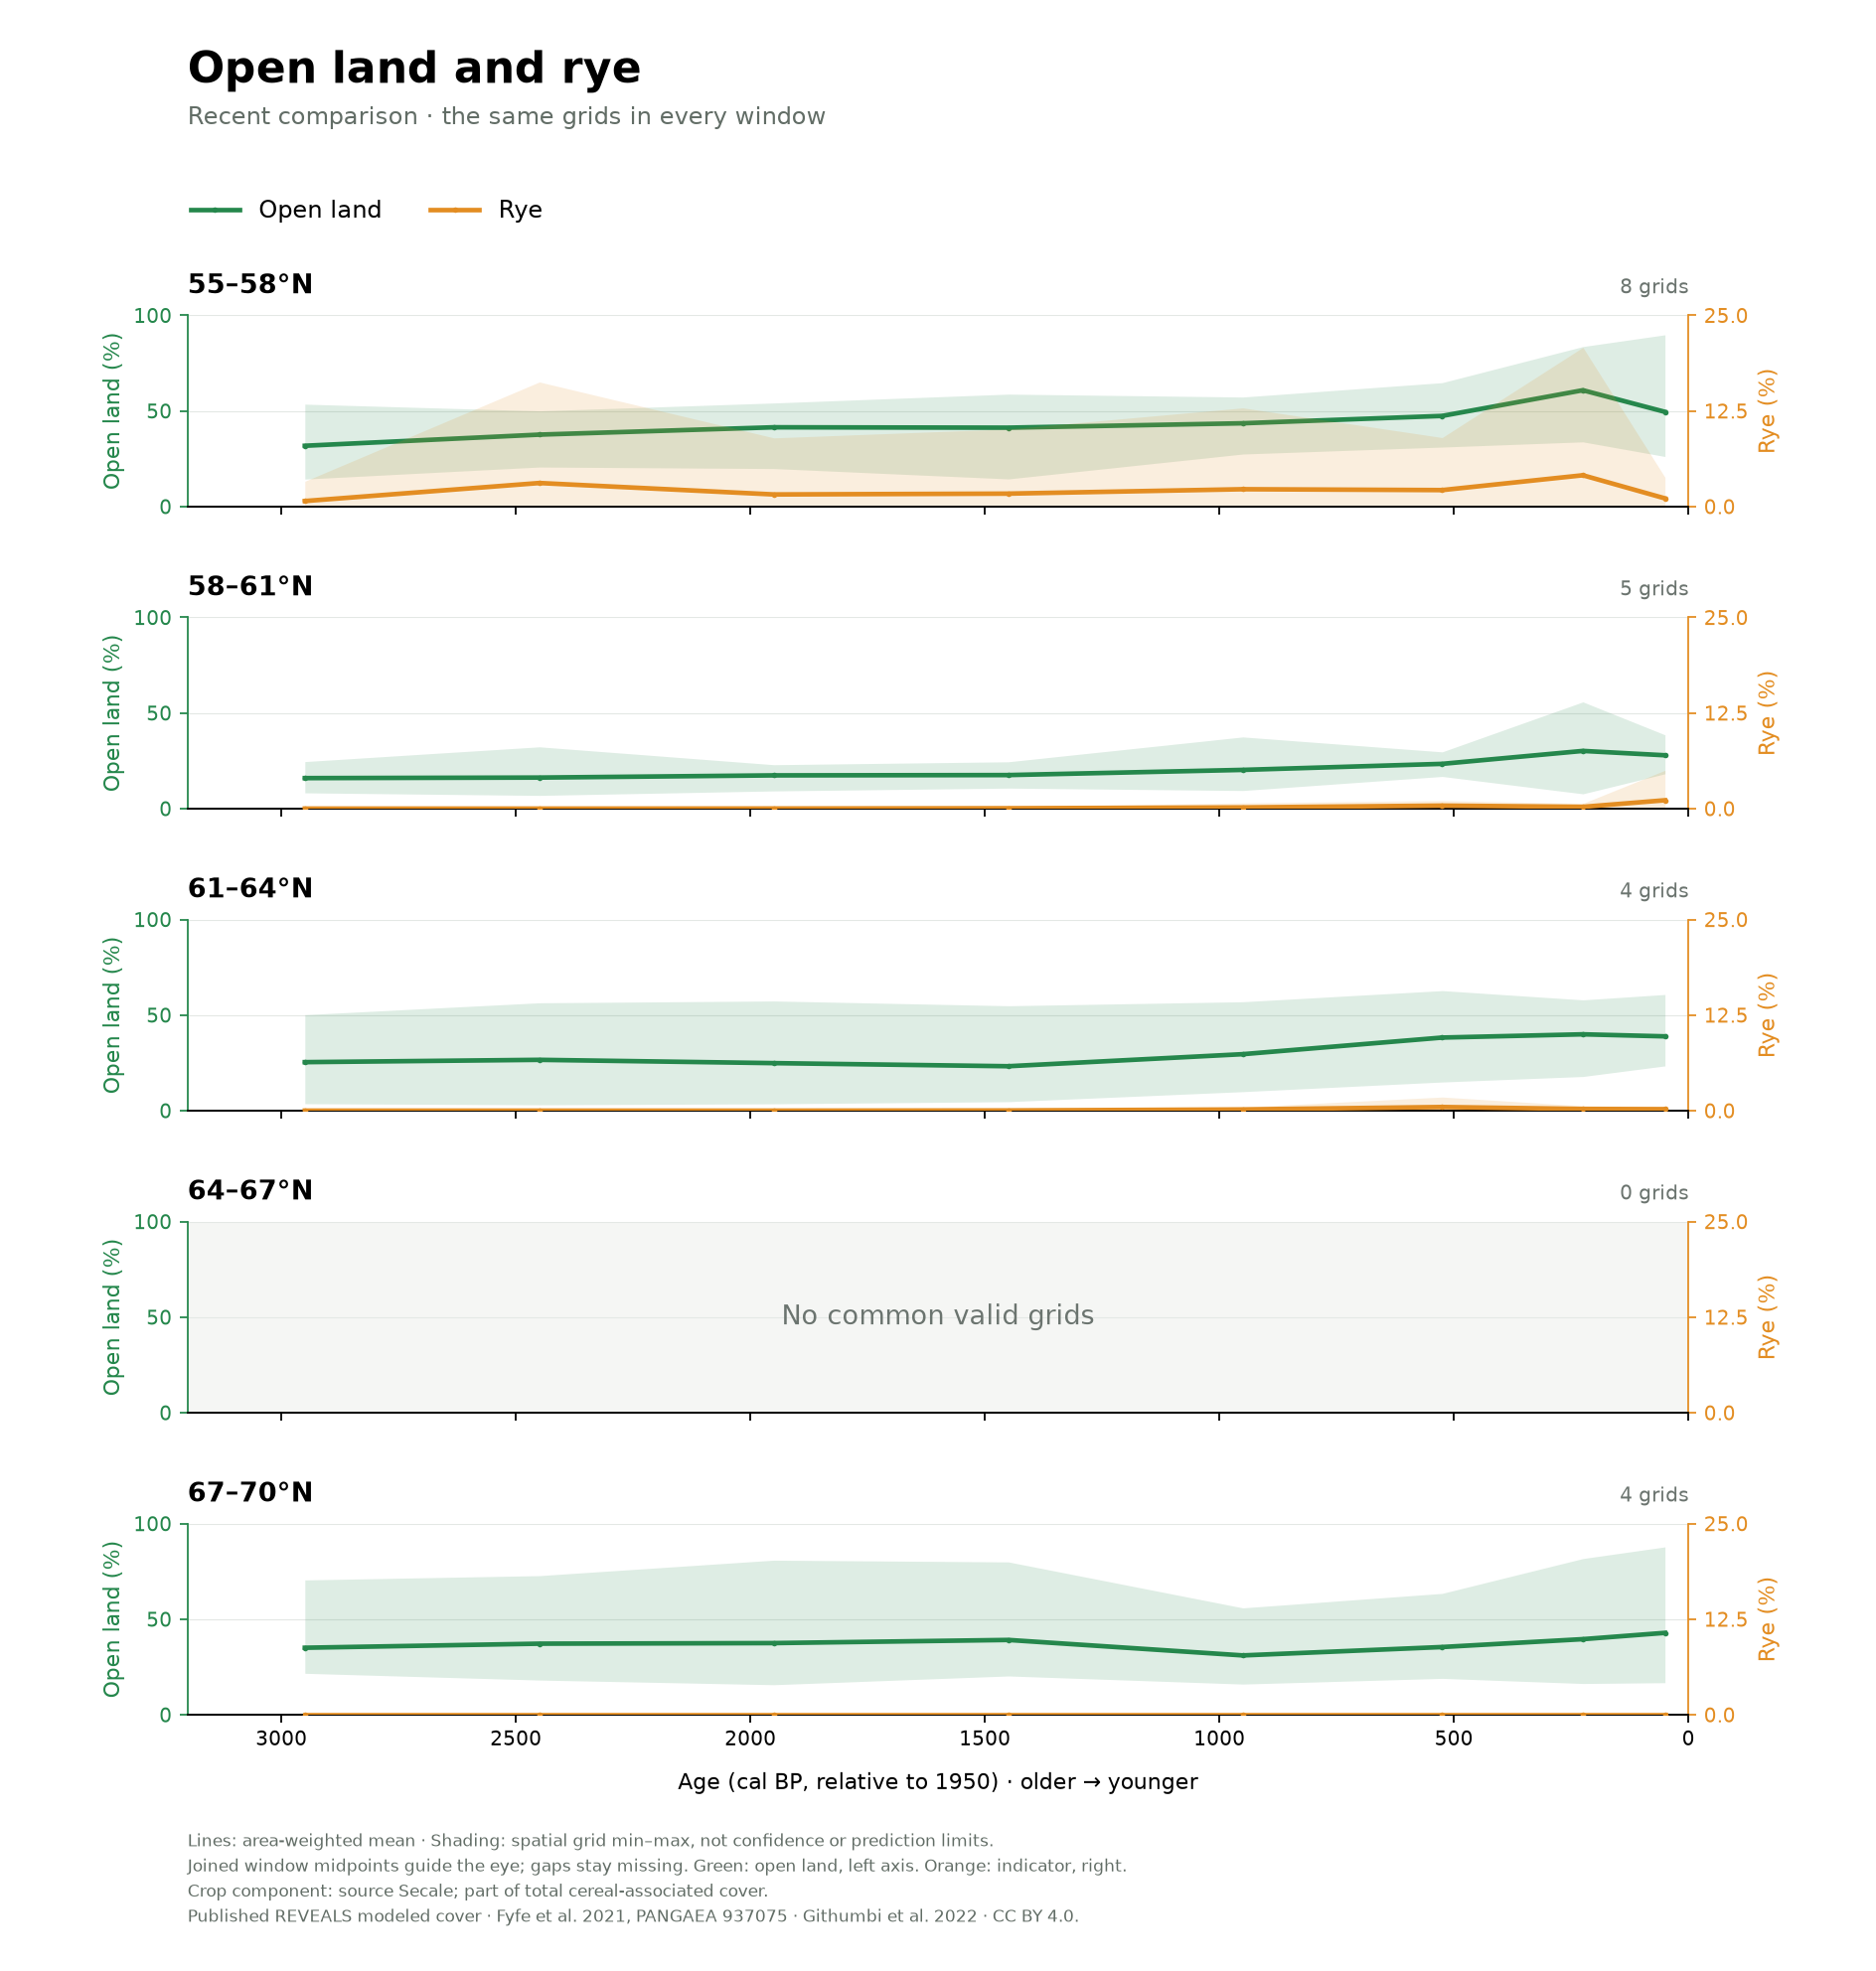 Open land and rye
Recent comparison · the same grids in every window
Open land
Rye
55–58°N
8 grids
100
50
0
Open land (%)
25.0
12.5
0.0
Rye (%)
58–61°N
5 grids
100
50
0
Open land (%)
25.0
12.5
0.0
Rye (%)
61–64°N
4 grids
100
50
0
Open land (%)
25.0
12.5
0.0
Rye (%)
64–67°N
0 grids
100
50
0
Open land (%)
No common valid grids
25.0
12.5
0.0
Rye (%)
67–70°N
4 grids
100
50
0
Open land (%)
25.0
12.5
0.0
Rye (%)
3000 2500 2000 1500 1000 500 0
Age (cal BP, relative to 1950) · older → younger
Lines: area-weighted mean · Shading: spatial grid min–max, not confidence or prediction limits.
Joined window midpoints guide the eye; gaps stay missing. Green: open land, left axis. Orange: indicator, right.
Crop component: source Secale; part of total cereal-associated cover.
Published REVEALS modeled cover · Fyfe et al. 2021, PANGAEA 937075 · Githumbi et al. 2022 · CC BY 4.0.